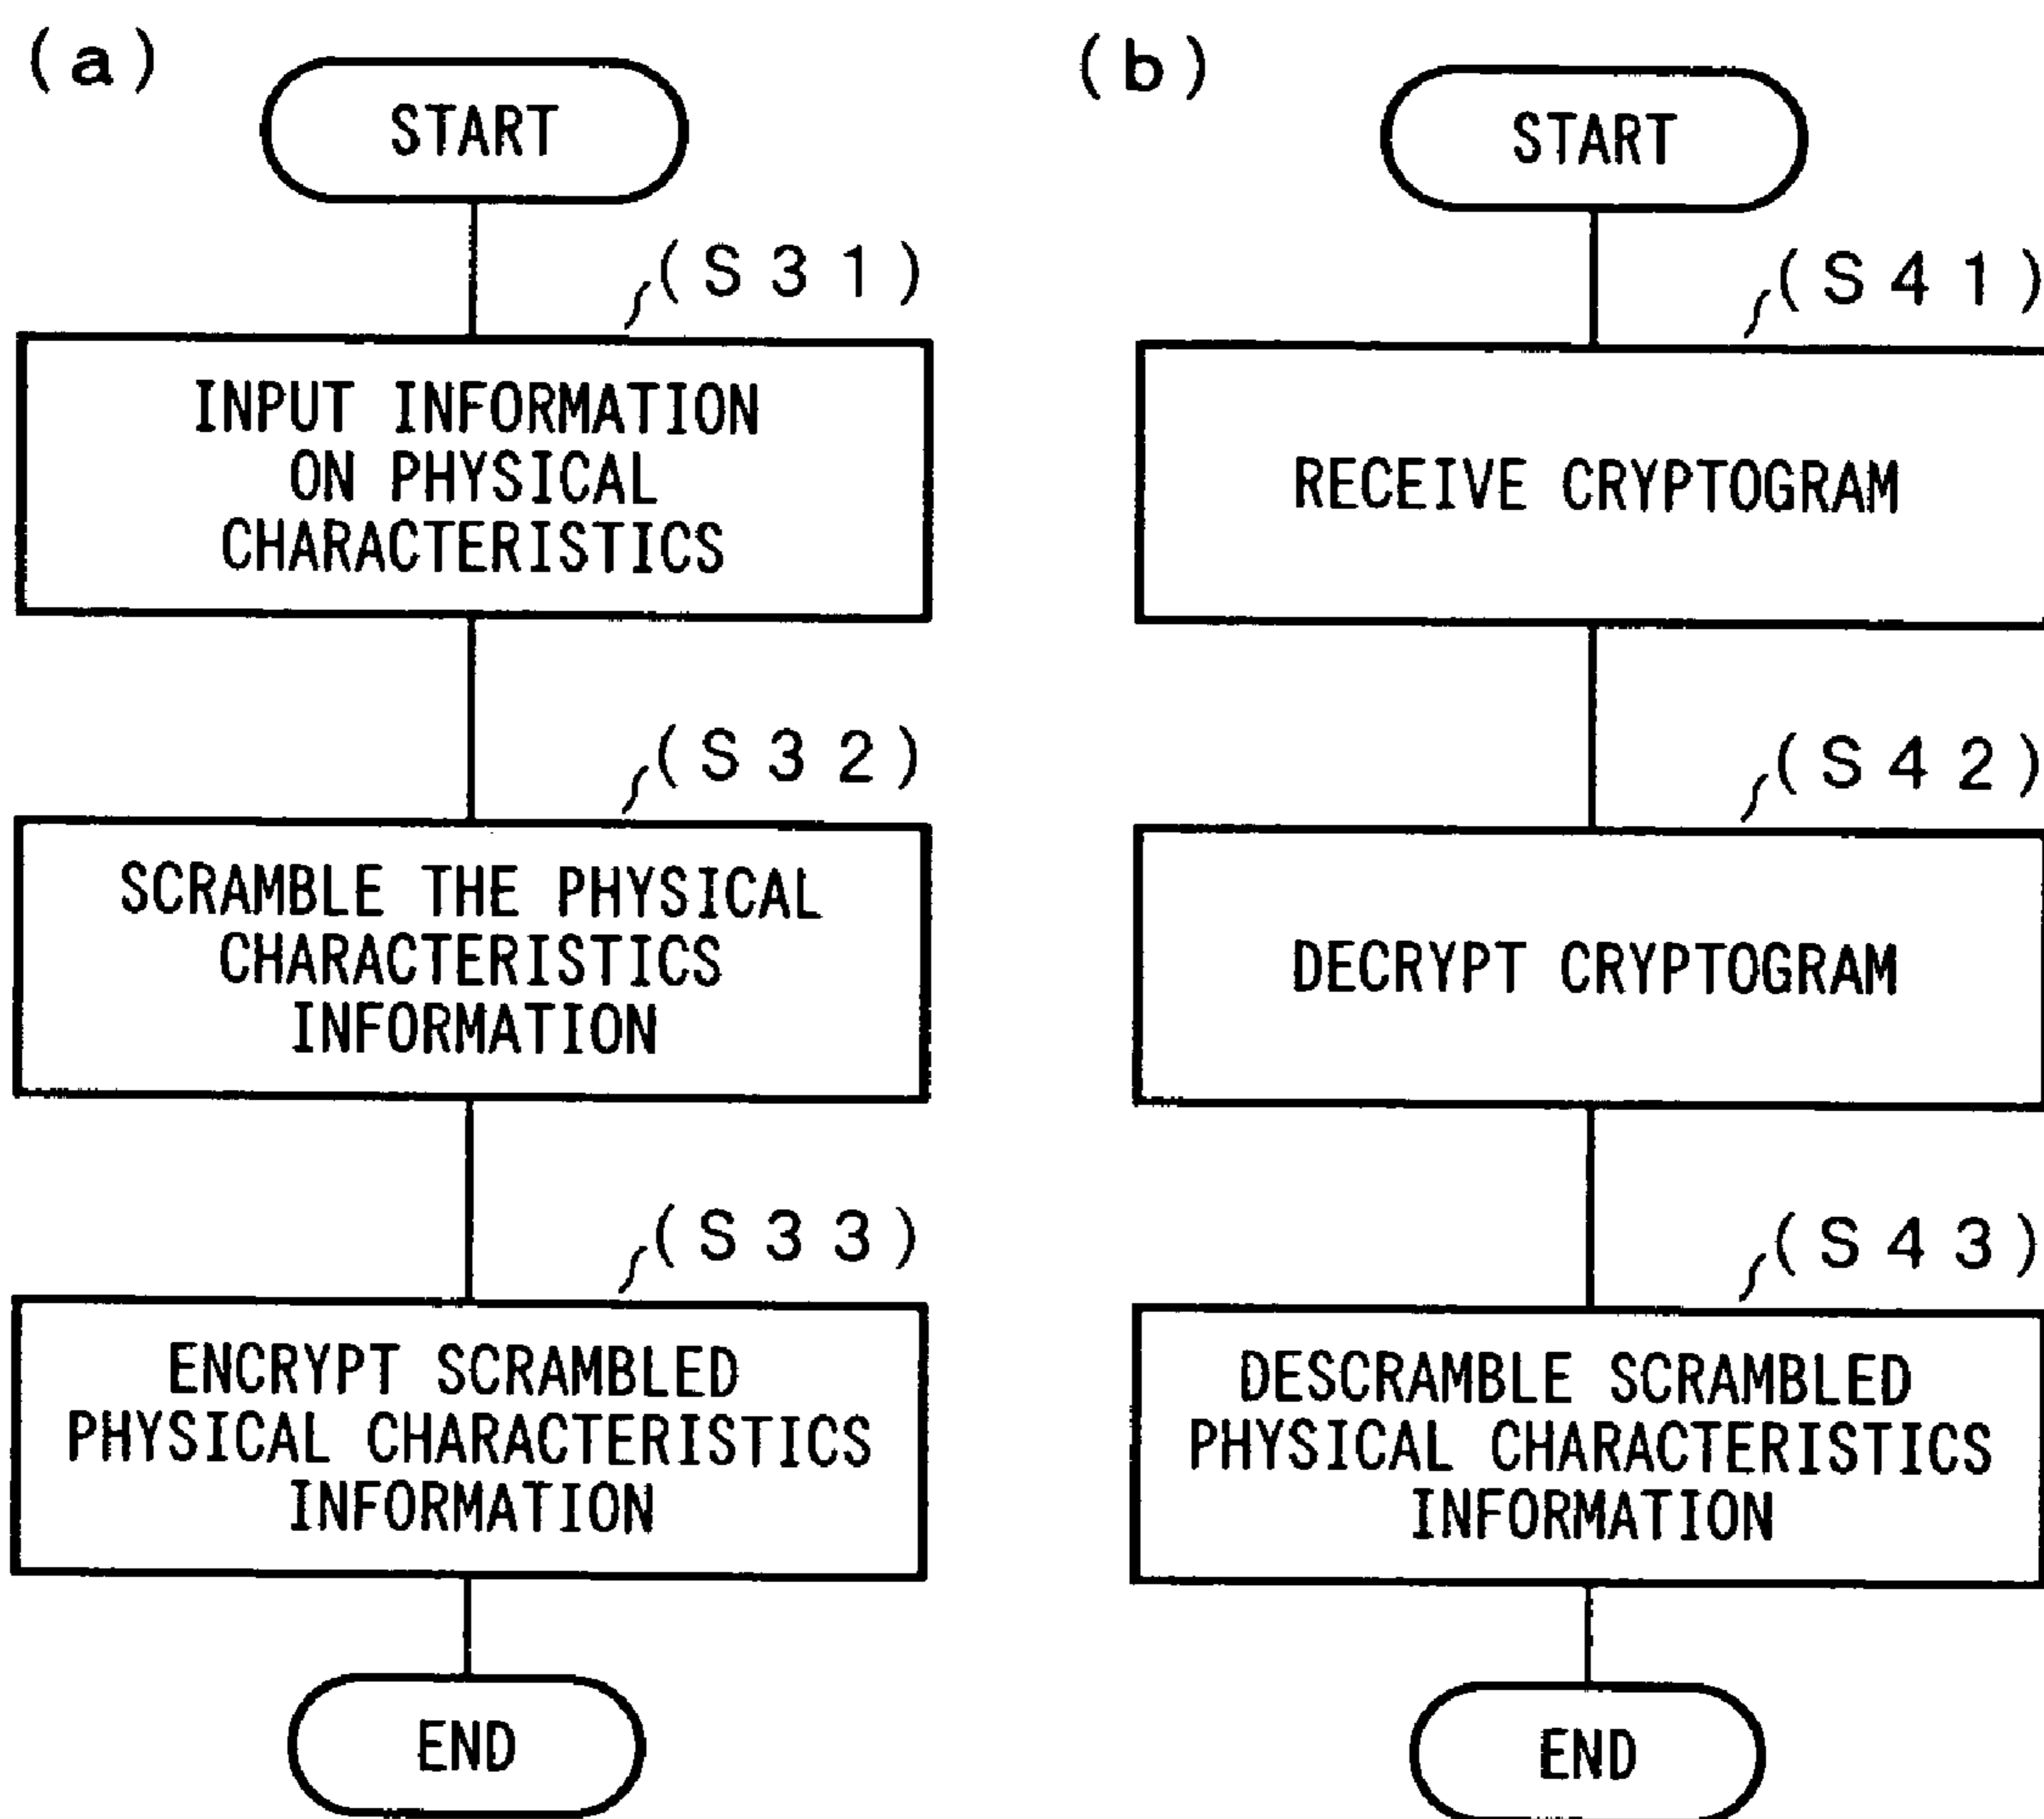 (a)
START
(S31)
INPUT INFORMATION
ON PHYSICAL
CHARACTERISTICS
(S32)
SCRAMBLE THE PHYSICAL
CHARACTERISTICS
INFORMATION
(S33)
ENCRYPT SCRAMBLED
PHYSICAL CHARACTERISTICS
INFORMATION
END
(b)
START
(S41)
RECEIVE CRYPTOGRAM
(S42)
DECRYPT CRYPTOGRAM
(S43)
DESCRAMBLE SCRAMBLED
PHYSICAL CHARACTERISTICS
INFORMATION
END